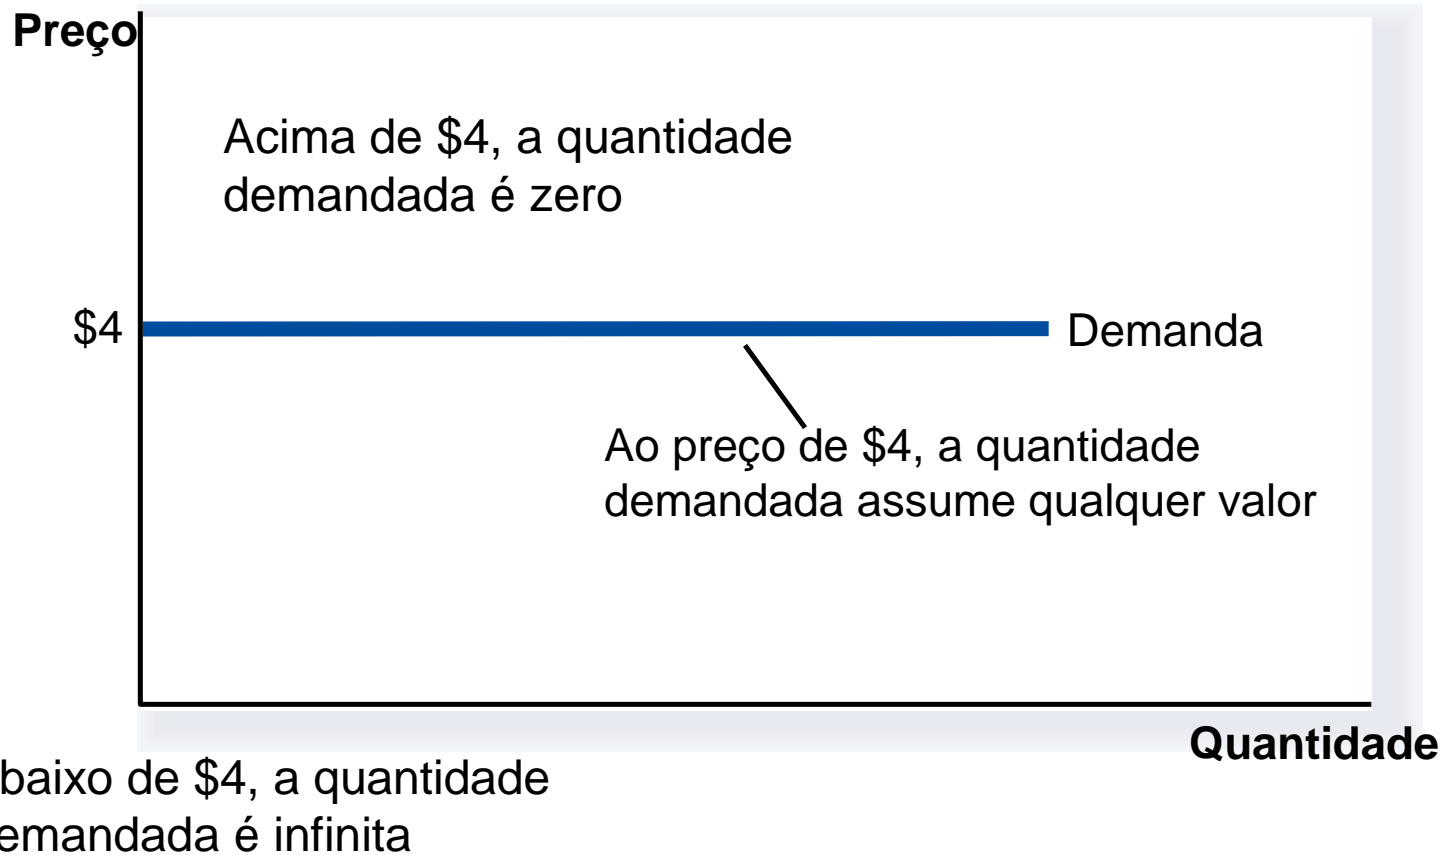 Preço
Acima de $4, a quantidade
demandada é zero
$4
Demanda
Ao preço de $4, a quantidade
demandada assume qualquer valor
Quantidade
baixo de $4, a quantidade
emandada é infinita